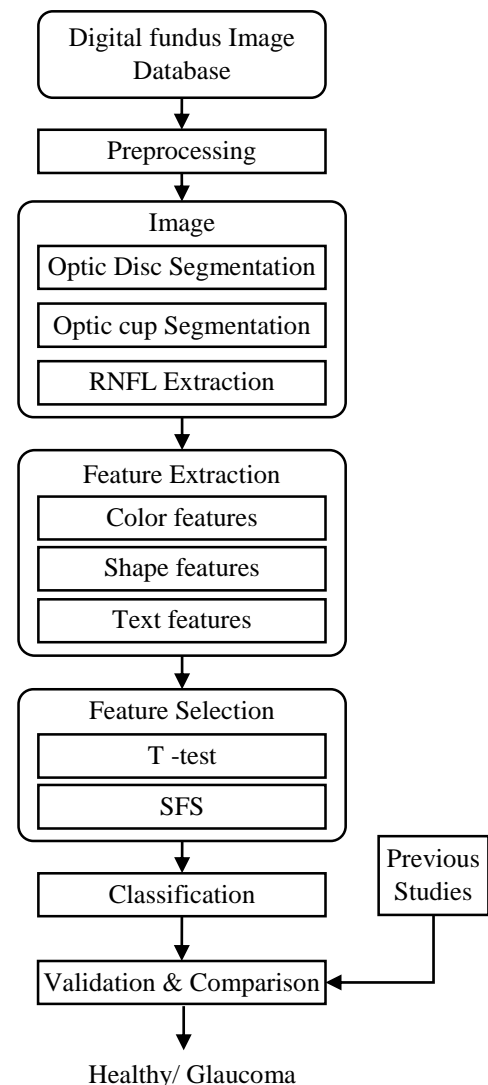 Digital fundus Image
Database
Preprocessing
Image
Optic Disc Segmentation
Optic cup Segmentation
RNFL Extraction
Feature Extraction
Color features
Shape features
Text features
Feature Selection
T -test
SFS
Previous
Studies
Classification
Validation & Comparison
Healthy/ Glaucoma